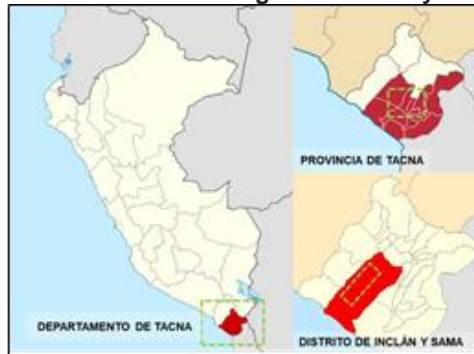 PROVINCIA DE TACNA
DEPARTAMENTO DE TACNA
DISTRITO DE INCLÁN Y SAMA